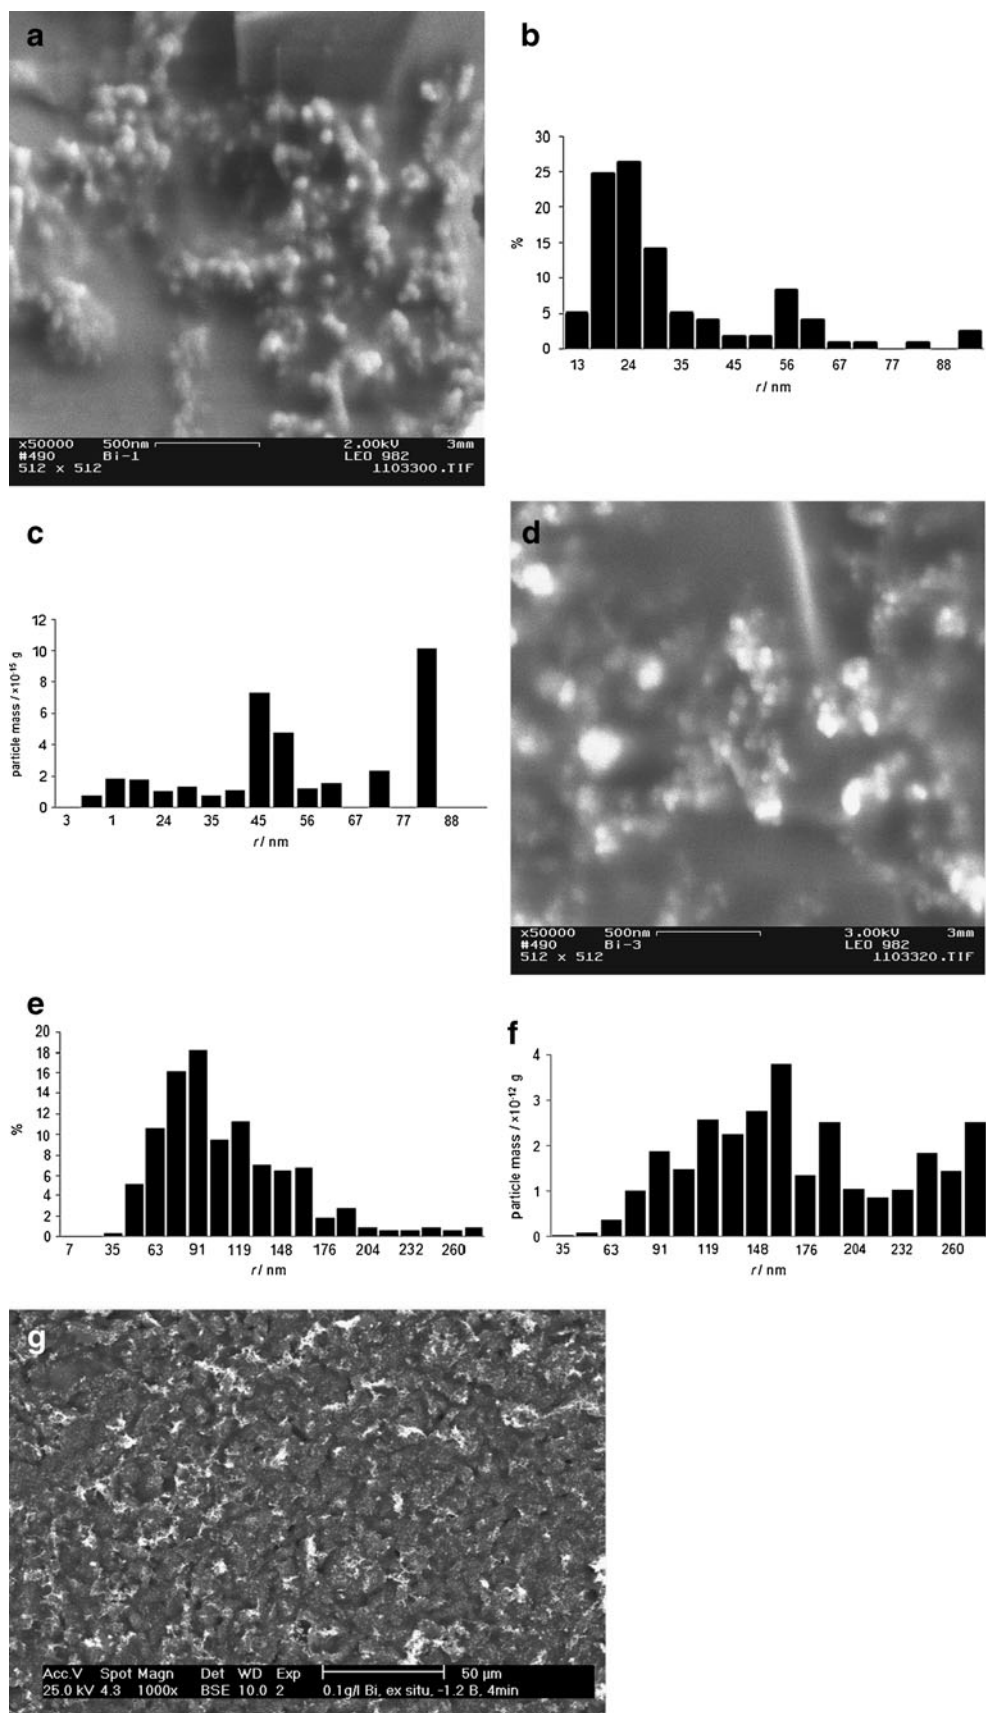 a
x50000 500nm 2.00kV 3mm
#490 Bi-1 LEO 982
512 x 512 1103300.TIF
b
30
25
20
15
10
5
0
%
13 24 35 45 56 67 77 88
r / nm
c
12
10
8
6
4
2
0
particle mass / ×10⁻¹⁵ g
3 1 24 35 45 56 67 77 88
r / nm
d
x50000 500nm 3.00kV 3mm
#490 Bi-3 LEO 982
512 x 512 1103320.TIF
e
20
18
16
14
12
10
8
6
4
2
0
%
7 35 63 91 119 148 176 204 232 260
r / nm
f
4
3
2
1
0
particle mass / ×10⁻¹² g
35 63 91 119 148 176 204 232 260
r / nm
g
Acc.V Spot Magn Det WD Exp 50 µm
25.0 kV 4.3 1000x BSE 10.0 2 0.1g/l Bi, ex situ, -1.2 B, 4min